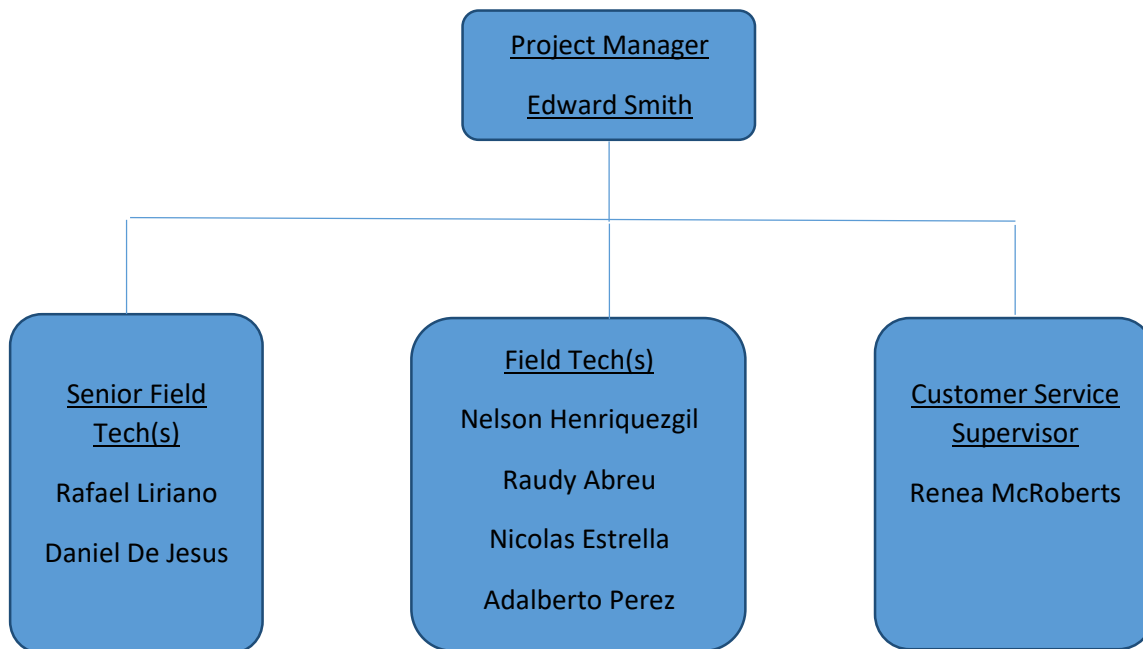 Project Manager
Edward Smith
Senior Field
Tech(s)
Rafael Liriano
Daniel De Jesus
Field Tech(s)
Nelson Henriquezgil
Raudy Abreu
Nicolas Estrella
Adalberto Perez
Customer Service
Supervisor
Renea McRoberts